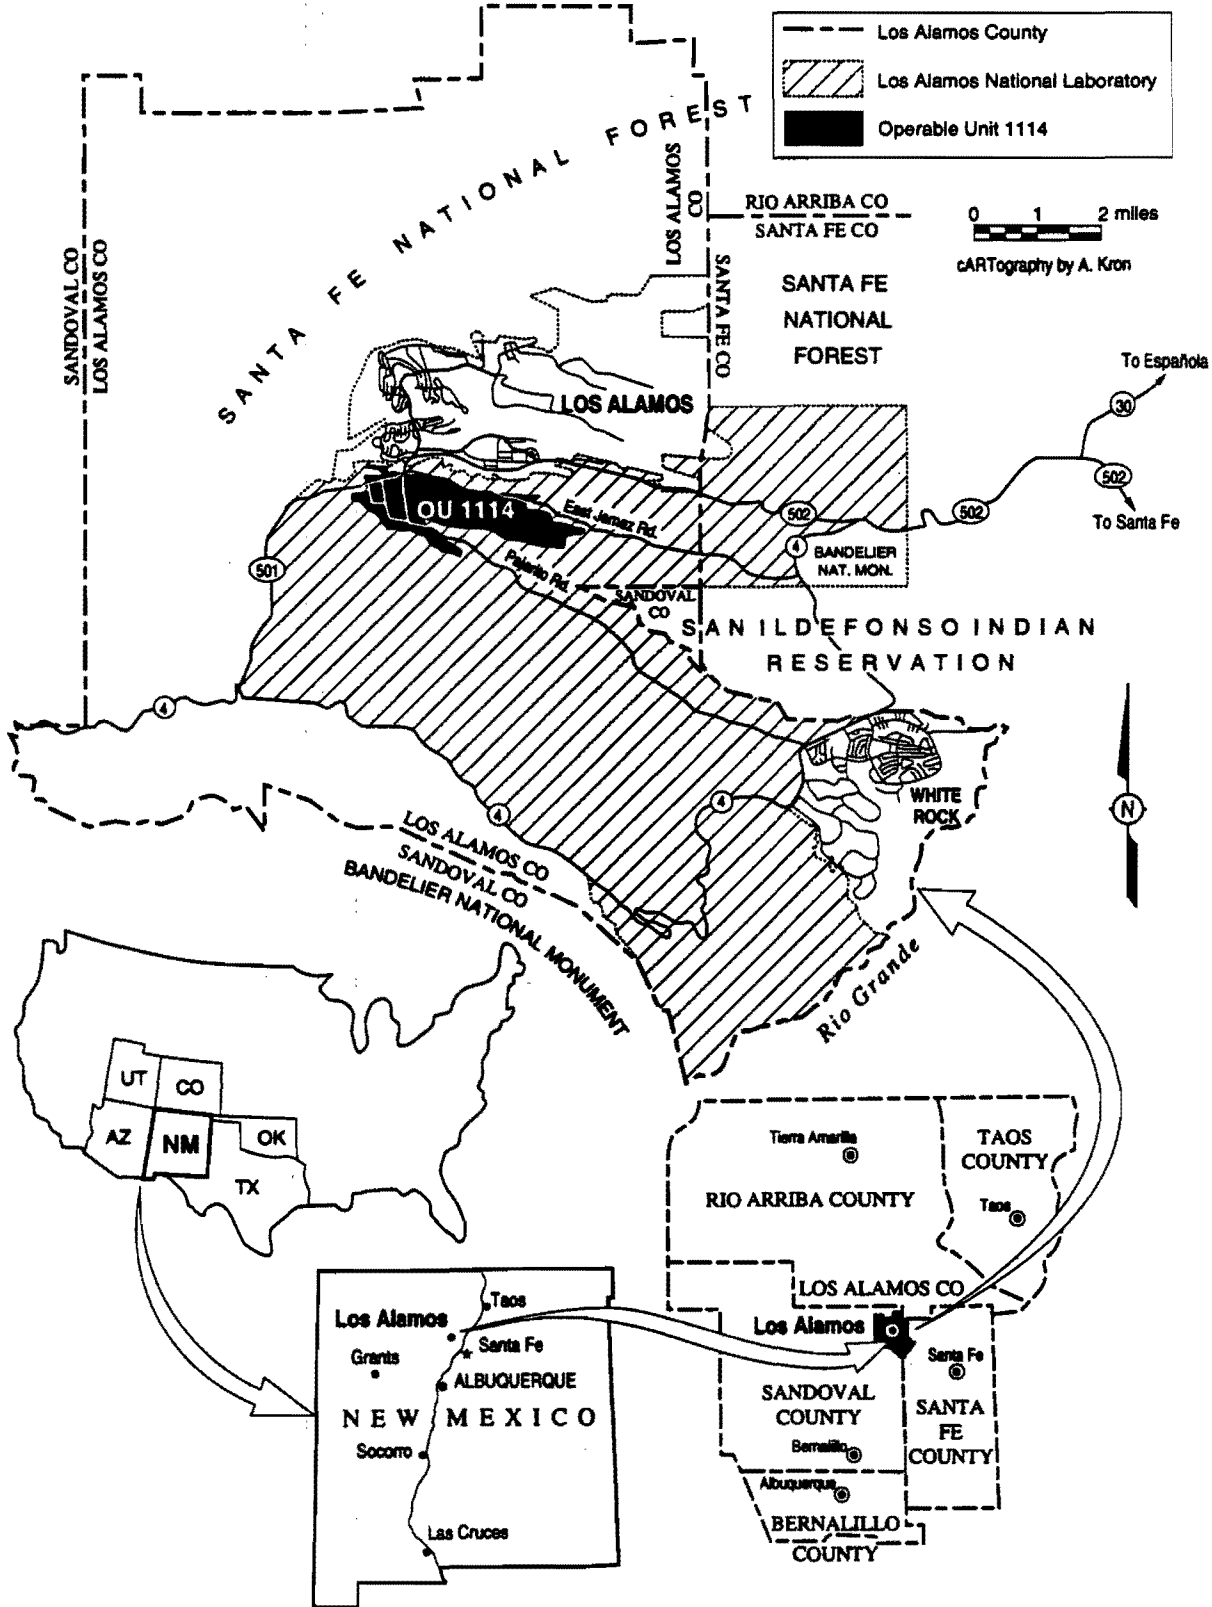 Los Alamos County
Los Alamos National Laboratory
Operable Unit 1114
SANTA FE NATIONAL FOREST
SANDOVAL CO
LOS ALAMOS CO
LOS ALAMOS
CO
RIO ARRIBA CO
SANTA FE CO
SANTA FE CO
0 1 2 miles
cARTography by A. Kron
SANTA FE
NATIONAL
FOREST
To Española
30
LOS ALAMOS
502
To Santa Fe
OU 1114
East Jemez Rd.
502
502
4
BANDELIER
NAT. MON.
501
Pajarito Rd.
SANDOVAL
CO
SAN ILDEFONSO INDIAN
RESERVATION
4
N
WHITE
ROCK
4
4
LOS ALAMOS CO
SANDOVAL CO
BANDELIER NATIONAL MONUMENT
Rio Grande
UT
CO
AZ
NM
OK
TX
Tierra Amarilla
TAOS
COUNTY
RIO ARRIBA COUNTY
Taos
LOS ALAMOS CO
Los Alamos
Santa Fe
SANDOVAL
COUNTY
SANTA
FE
COUNTY
Bernalillo
Albuquerque
BERNALILLO
COUNTY
Taos
Los Alamos
Santa Fe
Grants
ALBUQUERQUE
NEW MEXICO
Socorro
Las Cruces